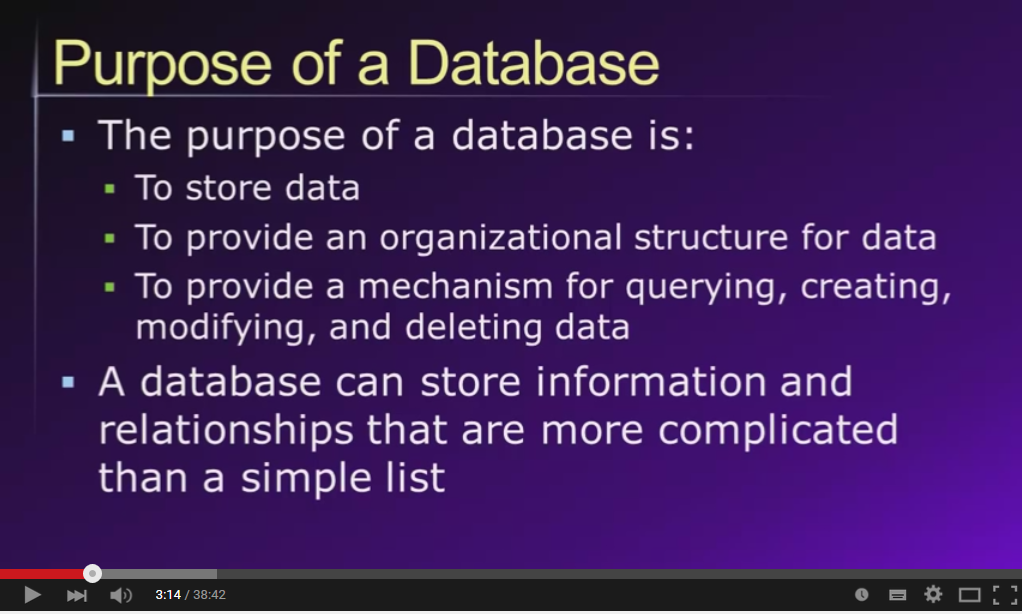 Purpose of a Database
The purpose of a database is:
To store data
To provide an organizational structure for data
To provide a mechanism for querying, creating,
modifying, and deleting data
A database can store information and
relationships that are more complicated
than a simple list
3:14 / 38:42